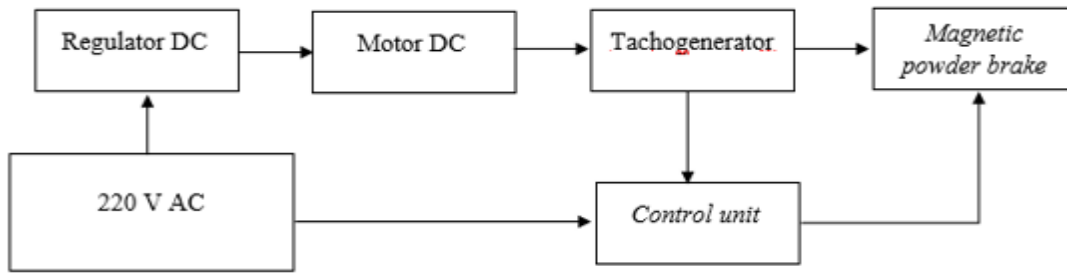 Regulator DC
Motor DC
Tachogenerator
Magnetic
powder brake
220 V AC
Control unit